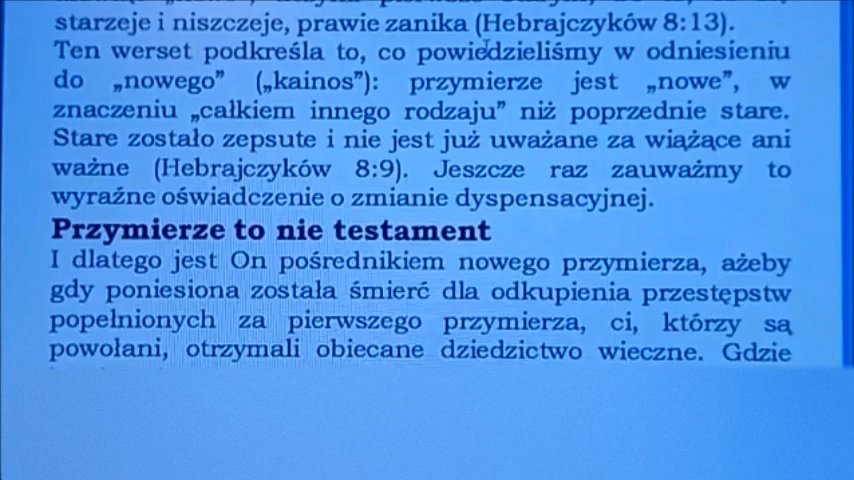 starzeje i niszczeje, prawie zanika (Hebrajczyków 8:13).
Ten werset podkreśla to, co powiedzieliśmy w odniesieniu
do „nowego” („kainos”): przymierze jest „nowe”, w
znaczeniu „całkiem innego rodzaju” niż poprzednie stare.
Stare zostało zepsute i nie jest już uważane za wiążące ani
ważne (Hebrajczyków 8:9). Jeszcze raz zauważmy to
wyraźne oświadczenie o zmianie dyspensacyjnej.
Przymierze to nie testament
I dlatego jest On pośrednikiem nowego przymierza, ażeby
gdy poniesiona została śmierć dla odkupienia przestępstw
popełnionych za pierwszego przymierza, ci, którzy są
powołani, otrzymali obiecane dziedzictwo wieczne. Gdzie